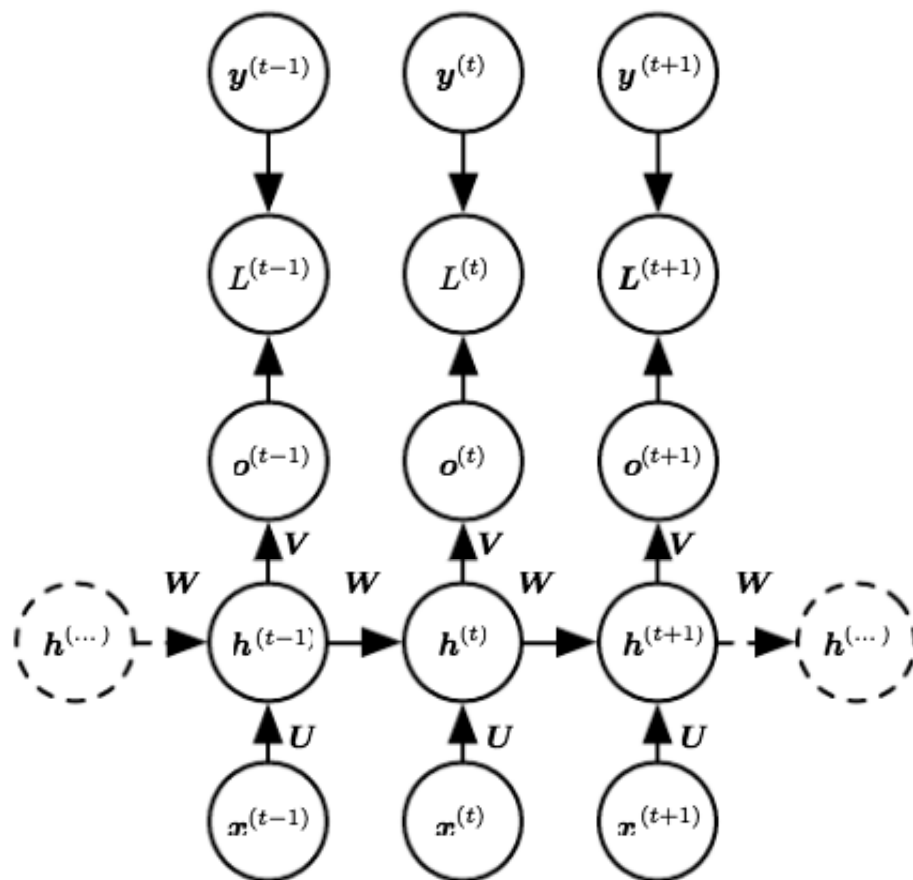 y(t−1) y(t) y(t+1)
L(t−1) L(t) L(t+1)
o(t−1) o(t) o(t+1)
V V V
W W W W
h(...) h(t−1) h(t) h(t+1) h(...)
U U U
x(t−1) x(t) x(t+1)